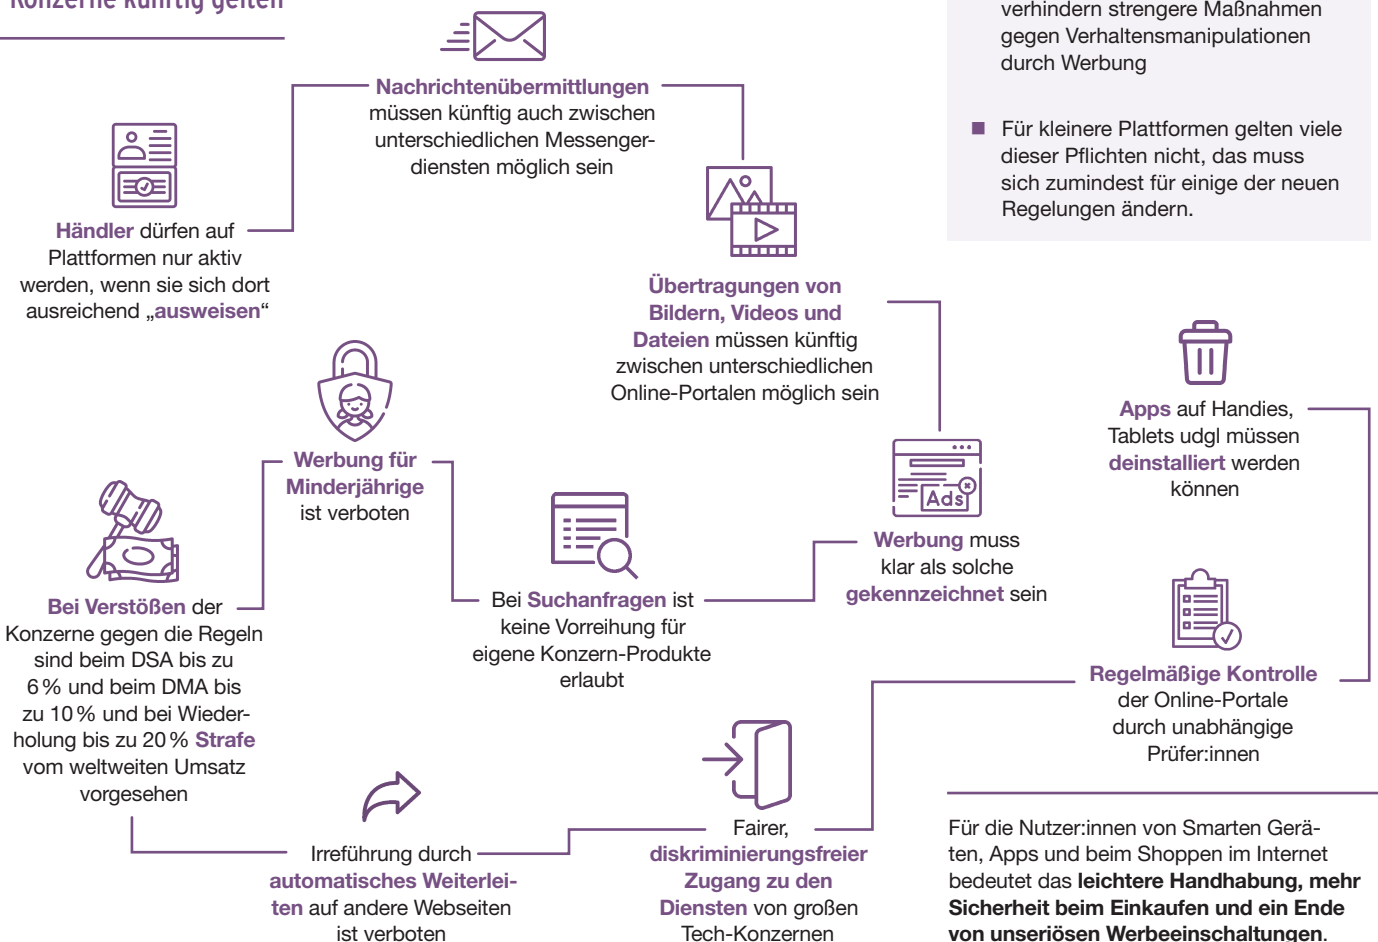 Konzerne künftig gelten
Händler dürfen auf
Plattformen nur aktiv
werden, wenn sie sich dort
ausreichend „ausweisen“
Nachrichtenübermittlungen
müssen künftig auch zwischen
unterschiedlichen Messenger-
diensten möglich sein
Übertragungen von
Bildern, Videos und
Dateien müssen künftig
zwischen unterschiedlichen
Online-Portalen möglich sein
Ads
Werbung muss
klar als solche
gekennzeichnet sein
Bei Suchanfragen ist
keine Vorreihung für
eigene Konzern-Produkte
erlaubt
Werbung für
Minderjährige
ist verboten
Bei Verstößen der
Konzerne gegen die Regeln
sind beim DSA bis zu
6 % und beim DMA bis
zu 10 % und bei Wieder-
holung bis zu 20 % Strafe
vom weltweiten Umsatz
vorgesehen
Irreführung durch
automatisches Weiterlei-
ten auf andere Webseiten
ist verboten
Fairer,
diskriminierungsfreier
Zugang zu den
Diensten von großen
Tech-Konzernen
Regelmäßige Kontrolle
der Online-Portale
durch unabhängige
Prüfer:innen
Apps auf Handies,
Tablets udgl müssen
deinstalliert werden
können
verhindern strengere Maßnahmen
gegen Verhaltensmanipulationen
durch Werbung
■ Für kleinere Plattformen gelten viele
dieser Pflichten nicht, das muss
sich zumindest für einige der neuen
Regelungen ändern.
Für die Nutzer:innen von Smarten Gerä-
ten, Apps und beim Shoppen im Internet
bedeutet das leichtere Handhabung, mehr
Sicherheit beim Einkaufen und ein Ende
von unseriösen Werbeeinschaltungen.